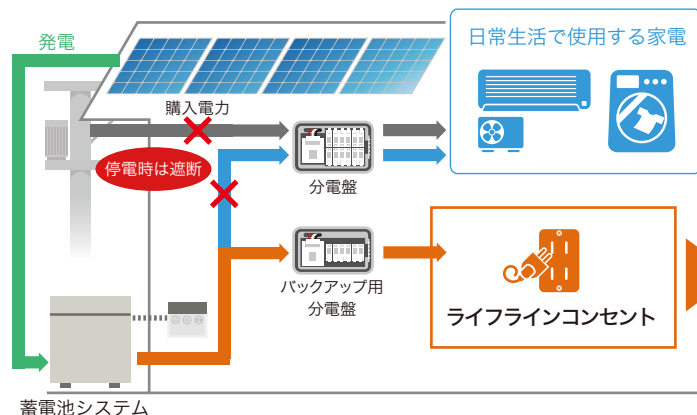 発電
日常生活で使用する家電
購入電力
停電時は遮断
分電盤
バックアップ用
分電盤
ライフラインコンセント
蓄電池システム